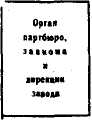 Орган
партбюро,
завкома
и
дирекции
завода